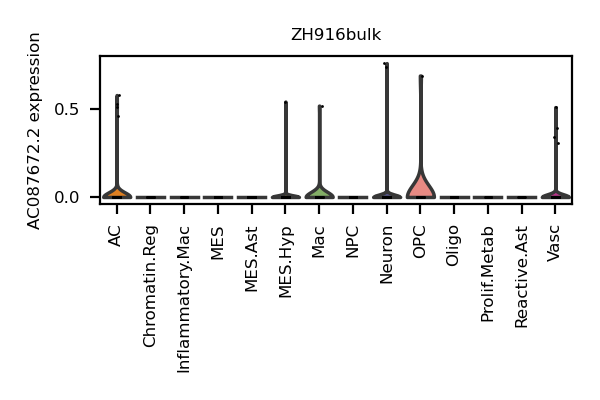 ZH916bulk
AC087672.2 expression
0.5
0.0
AC
Chromatin.Reg
Inflammatory.Mac
MES
MES.Ast
MES.Hyp
Mac
NPC
Neuron
OPC
Oligo
Prolif.Metab
Reactive.Ast
Vasc